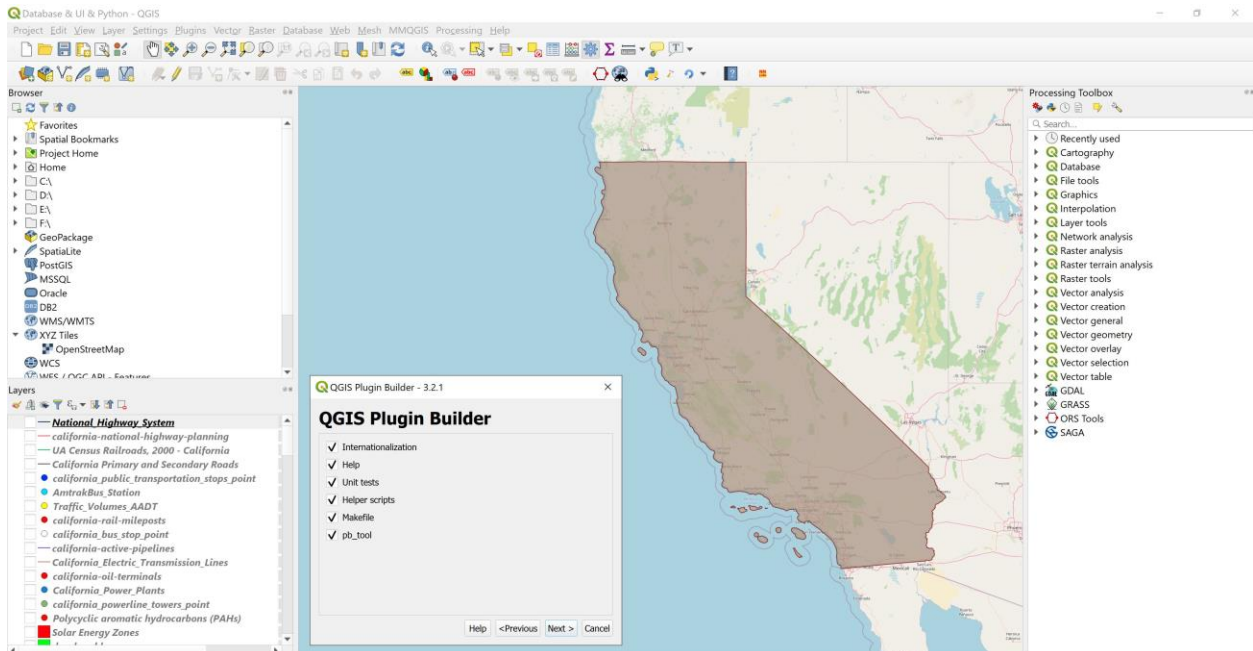 Database & UI & Python - QGIS
Project Edit View Layer Settings Plugins Vector Raster Database Web Mesh MMQGIS Processing Help
Browser
Favorites
Spatial Bookmarks
Project Home
Home
C:\
D:\
E:\
F:\
GeoPackage
SpatiaLite
PostGIS
MSSQL
Oracle
DB2
WMS/WMTS
XYZ Tiles
OpenStreetMap
WCS
WFS / OGC API - Features
Layers
National_Highway_System
california-national-highway-planning
UA Census Railroads, 2000 - California
California Primary and Secondary Roads
california_public_transportation_stops_point
AmtrakBus_Station
Traffic_Volumes_AADT
california-rail-mileposts
california_bus_stop_point
california-active-pipelines
California_Electric_Transmission_Lines
california-oil-terminals
California_Power_Plants
california_powerline_towers_point
Polycyclic aromatic hydrocarbons (PAHs)
Solar Energy Zones
QGIS Plugin Builder - 3.2.1
QGIS Plugin Builder
Internationalization
Help
Unit tests
Helper scripts
Makefile
pb_tool
Help <Previous Next > Cancel
Processing Toolbox
Search...
Recently used
Cartography
Database
File tools
Graphics
Interpolation
Layer tools
Network analysis
Raster analysis
Raster terrain analysis
Raster tools
Vector analysis
Vector creation
Vector general
Vector geometry
Vector overlay
Vector selection
Vector table
GDAL
GRASS
ORS Tools
SAGA